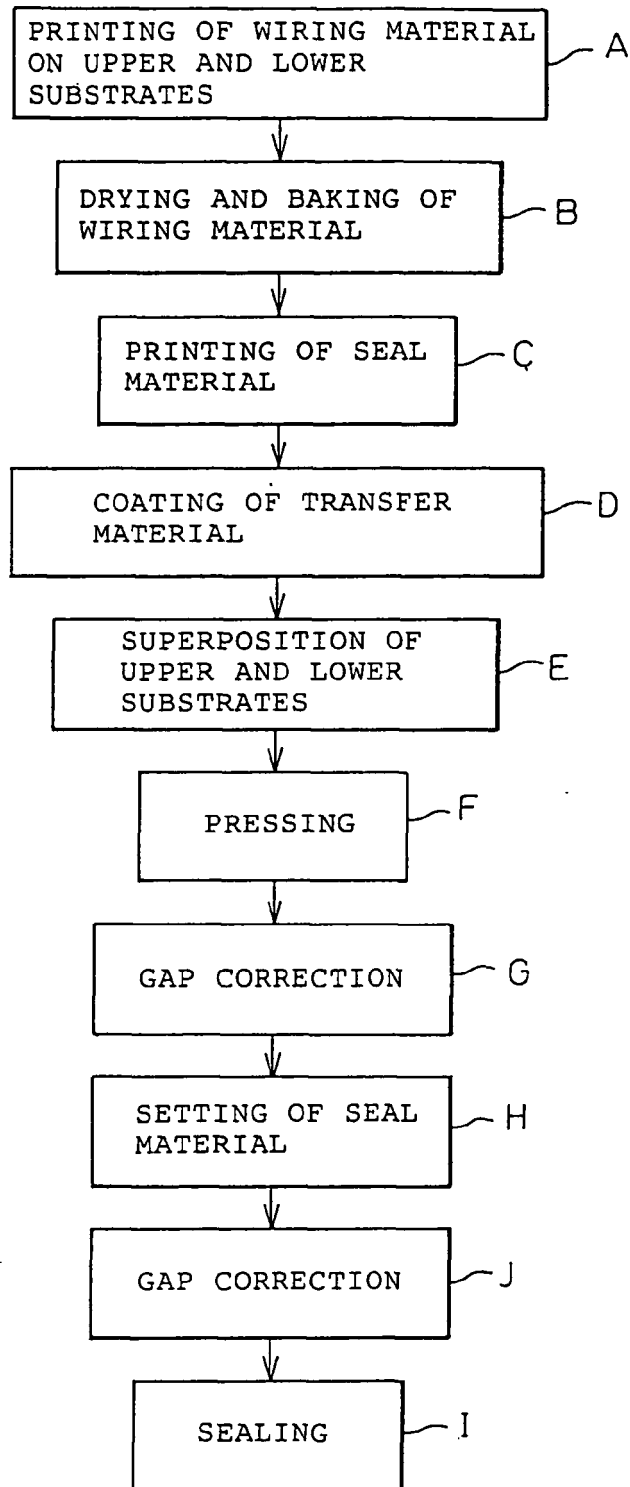 PRINTING OF WIRING MATERIAL
ON UPPER AND LOWER
SUBSTRATES
A
DRYING AND BAKING OF
WIRING MATERIAL
B
PRINTING OF SEAL
MATERIAL
C
COATING OF TRANSFER
MATERIAL
D
SUPERPOSITION OF
UPPER AND LOWER
SUBSTRATES
E
PRESSING
F
GAP CORRECTION
G
SETTING OF SEAL
MATERIAL
H
GAP CORRECTION
J
SEALING
I